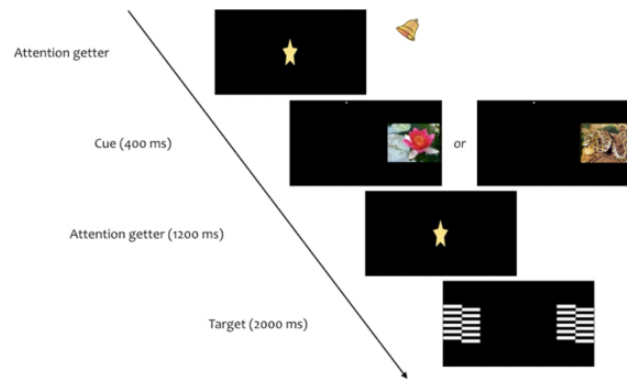 Attention getter
Cue (400 ms)
or
Attention getter (1200 ms)
Target (2000 ms)